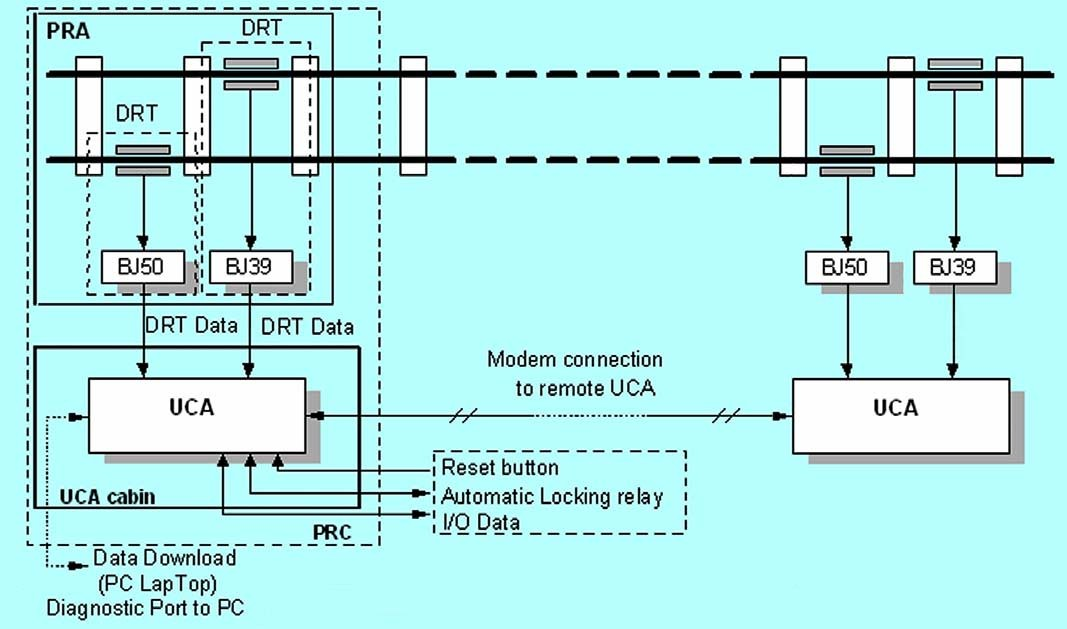 PRA
DRT
DRT
BJ50
BJ39
BJ50
BJ39
DRT Data
DRT Data
Modem connection
to remote UCA
UCA
UCA
Reset button
Automatic Locking relay
I/O Data
UCA cabin
PRC
Data Download
(PC LapTop)
Diagnostic Port to PC